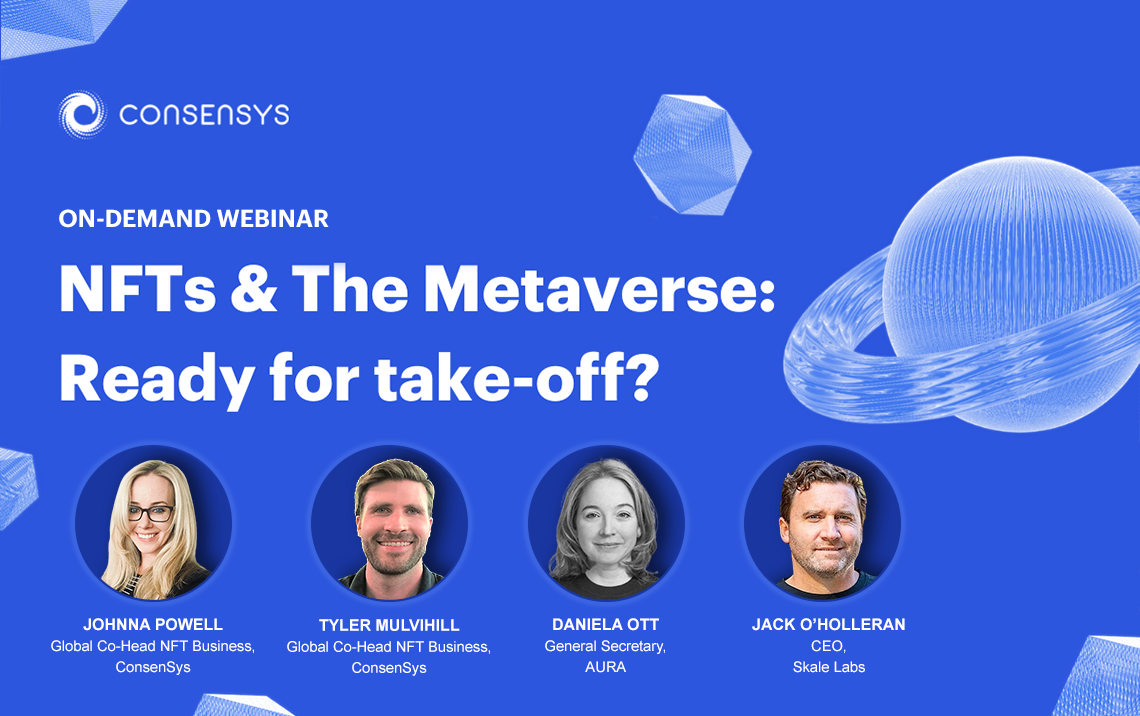 CONSENSYS
ON-DEMAND WEBINAR
NFTs & The Metaverse:
Ready for take-off?
JOHNNA POWELL
Global Co-Head NFT Business,
ConsenSys
TYLER MULVIHILL
Global Co-Head NFT Business,
ConsenSys
DANIELA OTT
General Secretary,
AURA
JACK O’HOLLERAN
CEO,
Skale Labs